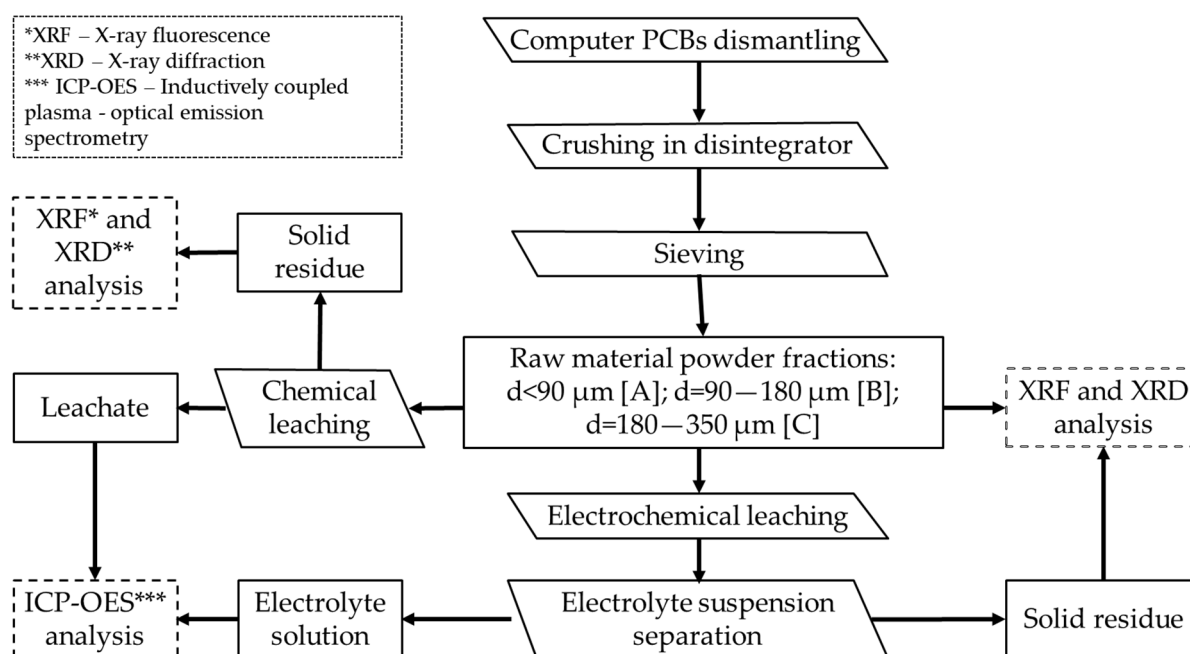 *XRF – X-ray fluorescence
**XRD – X-ray diffraction
*** ICP-OES – Inductively coupled
plasma - optical emission
spectrometry
Computer PCBs dismantling
Crushing in disintegrator
Sieving
XRF* and
XRD**
analysis
Solid
residue
Raw material powder fractions:
d<90 μm [A]; d=90—180 μm [B];
d=180—350 μm [C]
Leachate
Chemical
leaching
XRF and XRD
analysis
Electrochemical leaching
ICP-OES***
analysis
Electrolyte
solution
Electrolyte suspension
separation
Solid residue